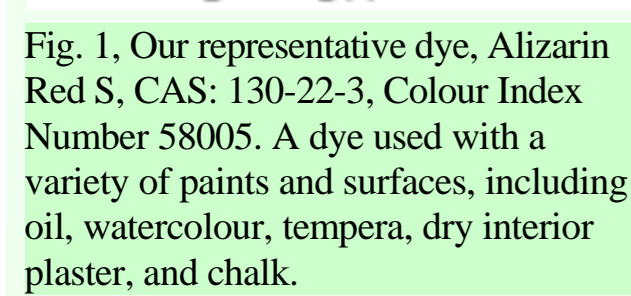 Fig. 1, Our representative dye, Alizarin
Red S, CAS: 130-22-3, Colour Index
Number 58005. A dye used with a
variety of paints and surfaces, including
oil, watercolour, tempera, dry interior
plaster, and chalk.